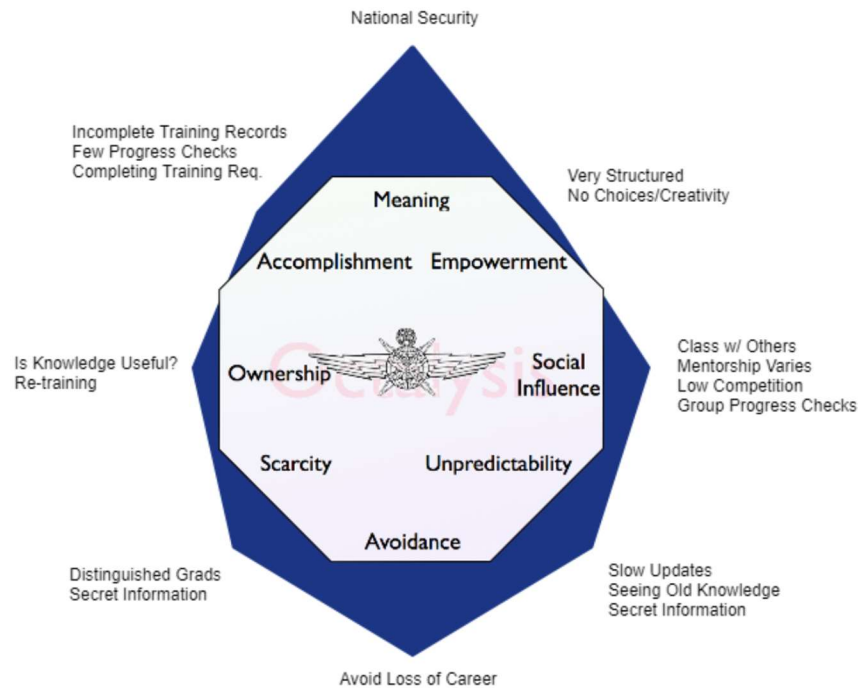 National Security
Incomplete Training Records
Few Progress Checks
Completing Training Req.
Very Structured
No Choices/Creativity
Meaning
Accomplishment
Empowerment
Is Knowledge Useful?
Re-training
Ownership
Octalysis
Social
Influence
Class w/ Others
Mentorship Varies
Low Competition
Group Progress Checks
Scarcity
Unpredictability
Avoidance
Distinguished Grads
Secret Information
Slow Updates
Seeing Old Knowledge
Secret Information
Avoid Loss of Career